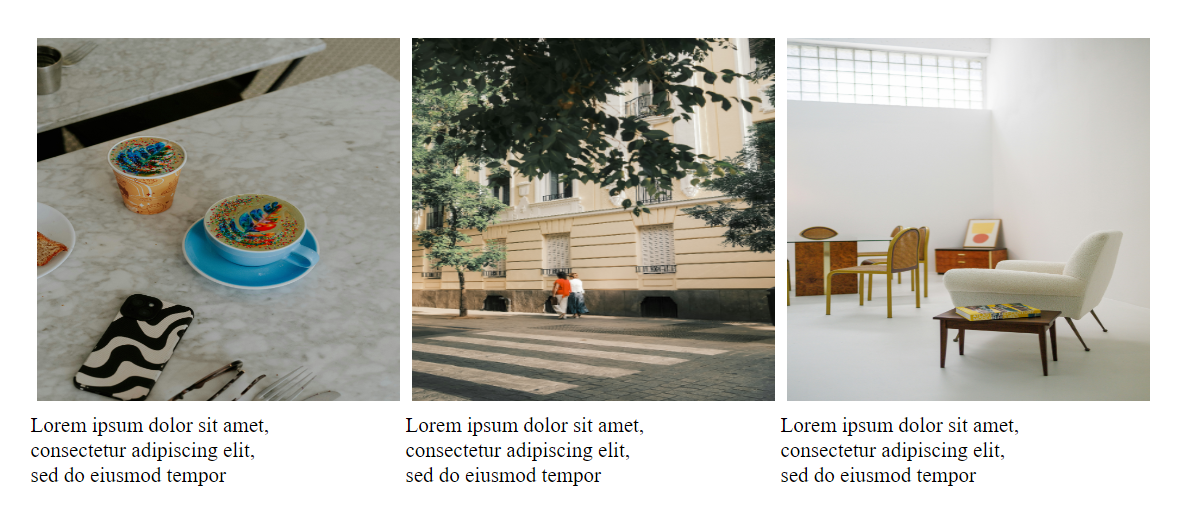 Lorem ipsum dolor sit amet,
consectetur adipiscing elit,
sed do eiusmod tempor
Lorem ipsum dolor sit amet,
consectetur adipiscing elit,
sed do eiusmod tempor
Lorem ipsum dolor sit amet,
consectetur adipiscing elit,
sed do eiusmod tempor